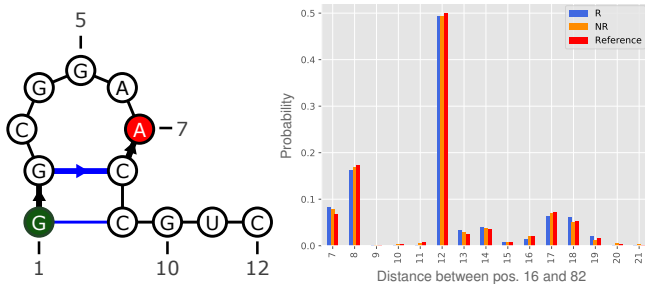 5
G
G A
G A 7
C
G C
G C G U C
1 10 12
0.5
0.4
0.3
0.2
0.1
0.0
Probability
R
NR
Reference
7 8 9 10 11 12 13 14 15 16 17 18 19 20 21
Distance between pos. 16 and 82